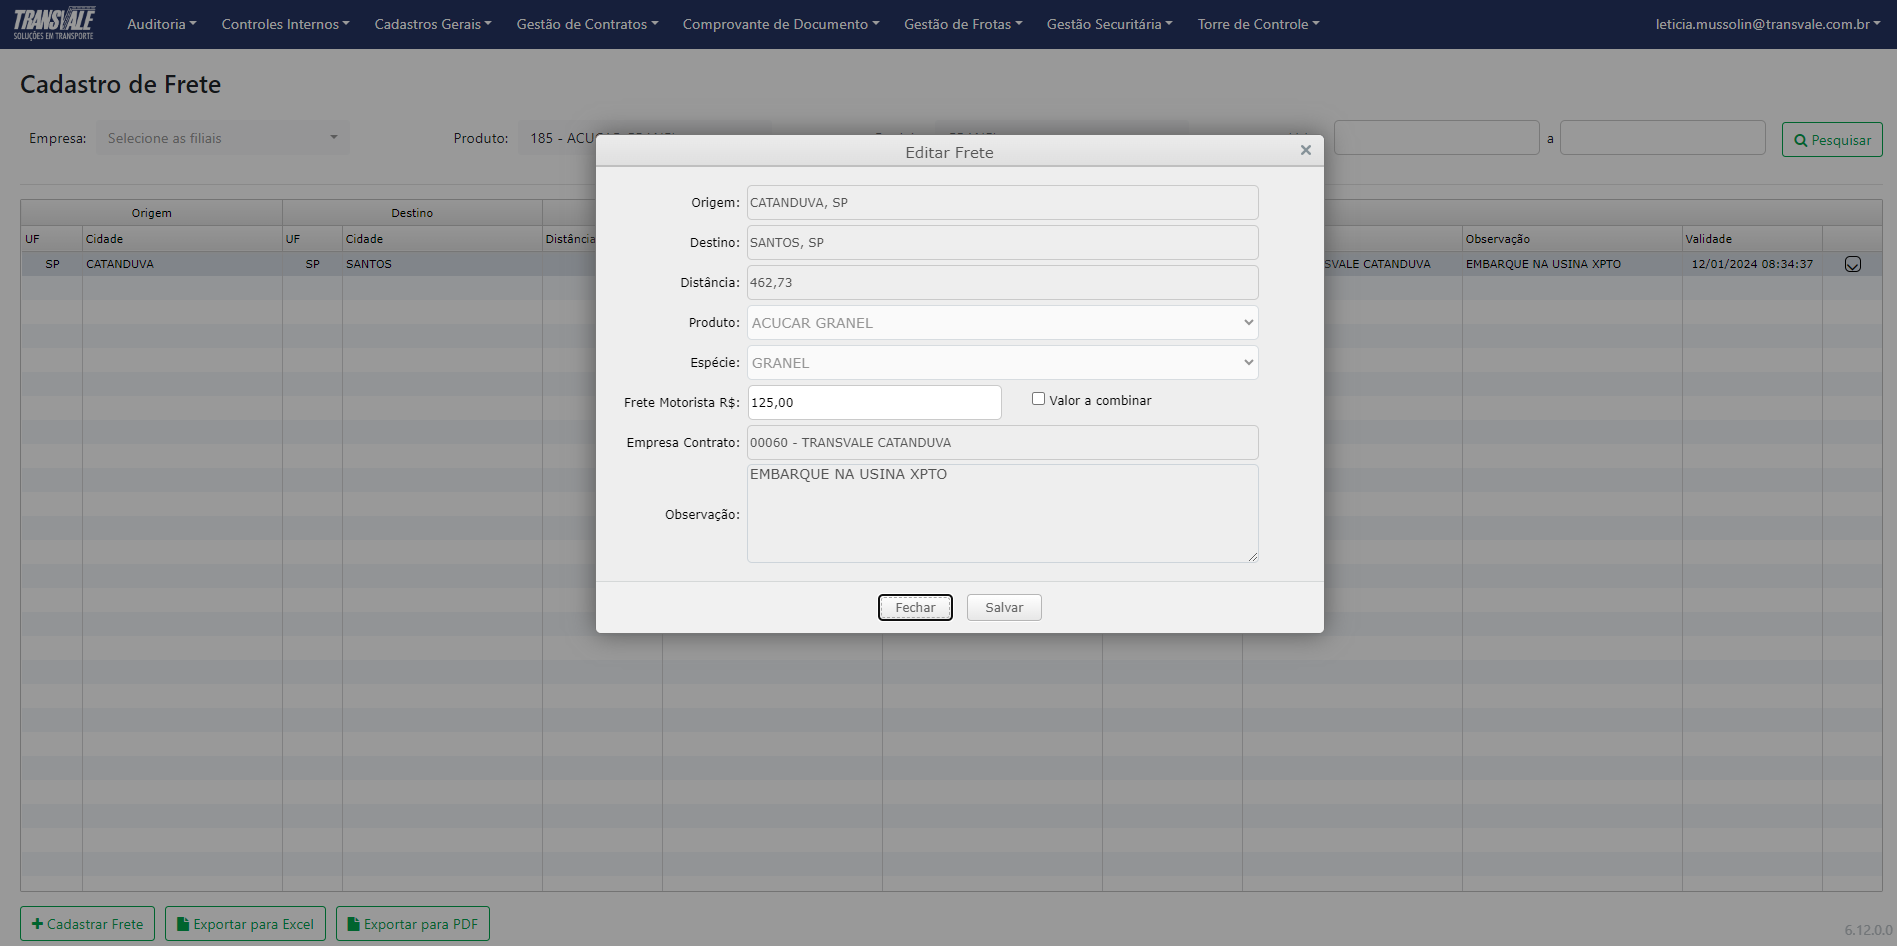 TRANSVALE
SOLUÇÕES EM TRANSPORTE
Auditoria
Controles Internos
Cadastros Gerais
Gestão de Contratos
Comprovante de Documento
Gestão de Frotas
Gestão Securitária
Torre de Controle
leticia.mussolin@transvale.com.br
Cadastro de Frete
Empresa: Selecione as filiais
Produto: 185 - ACUCAR GRANEL
a
Pesquisar
Origem Destino
UF Cidade UF Cidade Distância Observação Validade
SP CATANDUVA SP SANTOS SVALE CATANDUVA EMBARQUE NA USINA XPTO 12/01/2024 08:34:37
Editar Frete
Origem: CATANDUVA, SP
Destino: SANTOS, SP
Distância: 462,73
Produto: ACUCAR GRANEL
Espécie: GRANEL
Frete Motorista R$: 125,00 Valor a combinar
Empresa Contrato: 00060 - TRANSVALE CATANDUVA
Observação: EMBARQUE NA USINA XPTO
Fechar Salvar
Cadastrar Frete Exportar para Excel Exportar para PDF
6.12.0.0